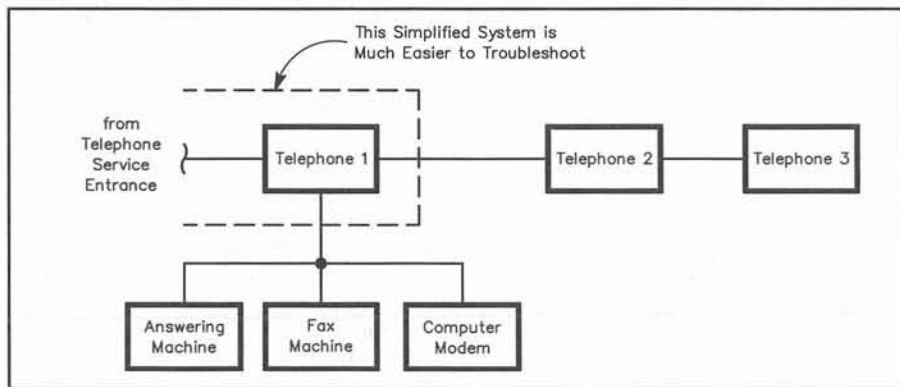 This Simplified System is
Much Easier to Troubleshoot
from
Telephone
Service
Entrance
Telephone 1
Telephone 2
Telephone 3
Answering
Machine
Fax
Machine
Computer
Modem